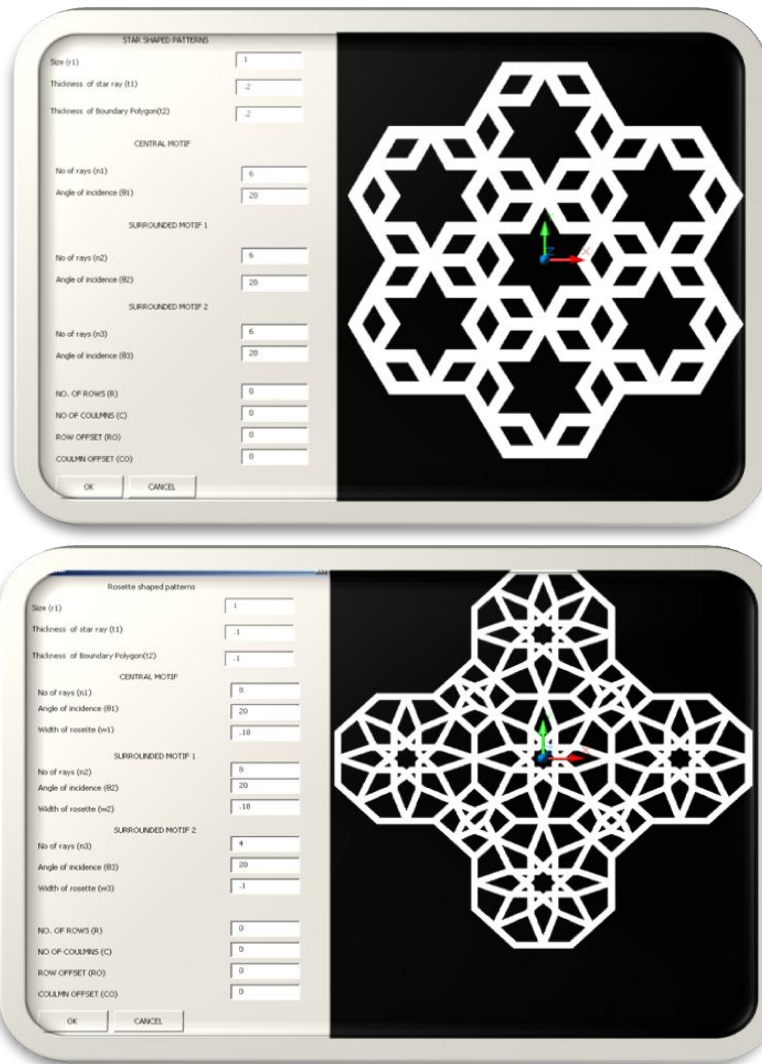 STAR SHAPED PATTERNS
Size (r1) 1
Thickness of star ray (t1) .2
Thickness of Boundary Polygon(t2) .2
CENTRAL MOTIF
No of rays (n1) 6
Angle of incidence (θ1) 20
SURROUNDED MOTIF 1
No of rays (n2) 6
Angle of incidence (θ2) 20
SURROUNDED MOTIF 2
No of rays (n3) 6
Angle of incidence (θ3) 20
NO. OF ROWS (R) 0
NO OF COULMNS (C) 0
ROW OFFSET (RO) 0
COULMN OFFSET (CO) 0
OK CANCEL
Rosette shaped patterns
Size (r1) 1
Thickness of star ray (t1) .1
Thickness of Boundary Polygon(t2) .1
CENTRAL MOTIF
No of rays (n1) 8
Angle of incidence (θ1) 20
Width of rosette (w1) .18
SURROUNDED MOTIF 1
No of rays (n2) 8
Angle of incidence (θ2) 20
Width of rosette (w2) .18
SURROUNDED MOTIF 2
No of rays (n3) 4
Angle of incidence (θ3) 20
Width of rosette (w3) .1
NO. OF ROWS (R) 0
NO OF COULMNS (C) 0
ROW OFFSET (RO) 0
COULMN OFFSET (CO) 0
OK CANCEL